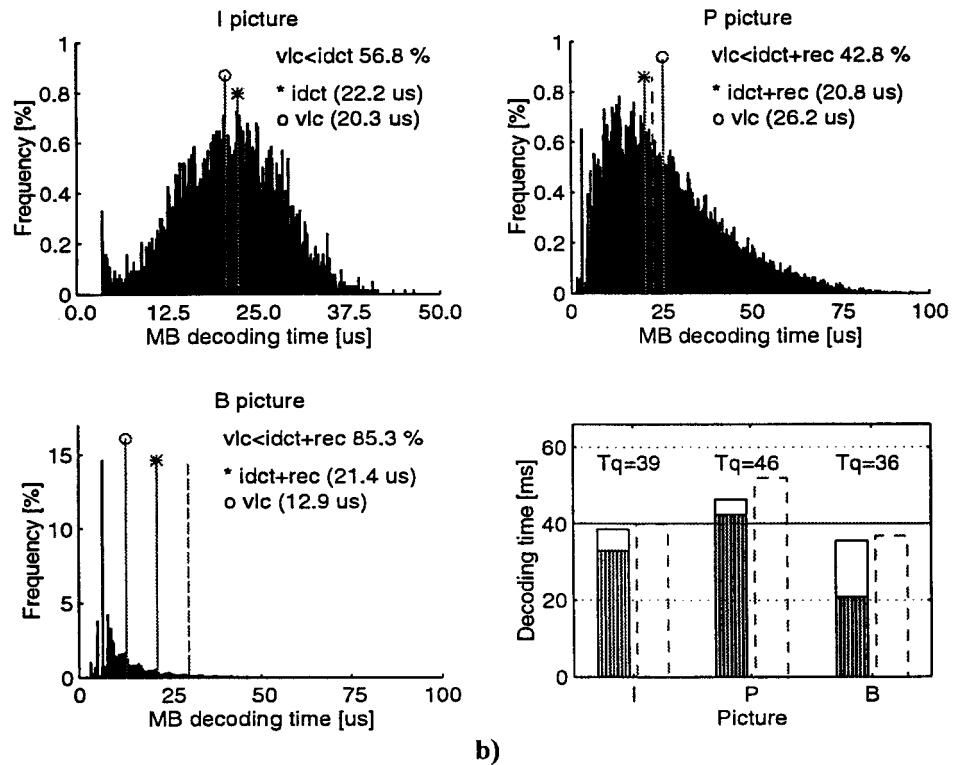 I picture
Frequency [%]
1
0.8
0.6
0.4
0.2
0
vlc<idct 56.8 %
* idct (22.2 us)
o vlc (20.3 us)
0.0 12.5 25.0 37.5 50.0
MB decoding time [us]
P picture
Frequency [%]
1
0.8
0.6
0.4
0.2
0
vlc<idct+rec 42.8 %
* idct+rec (20.8 us)
o vlc (26.2 us)
0 25 50 75 100
MB decoding time [us]
B picture
Frequency [%]
15
10
5
0
vlc<idct+rec 85.3 %
* idct+rec (21.4 us)
o vlc (12.9 us)
0 25 50 75 100
MB decoding time [us]
Decoding time [ms]
60
40
20
0
Tq=39 Tq=46 Tq=36
I P B
Picture
b)